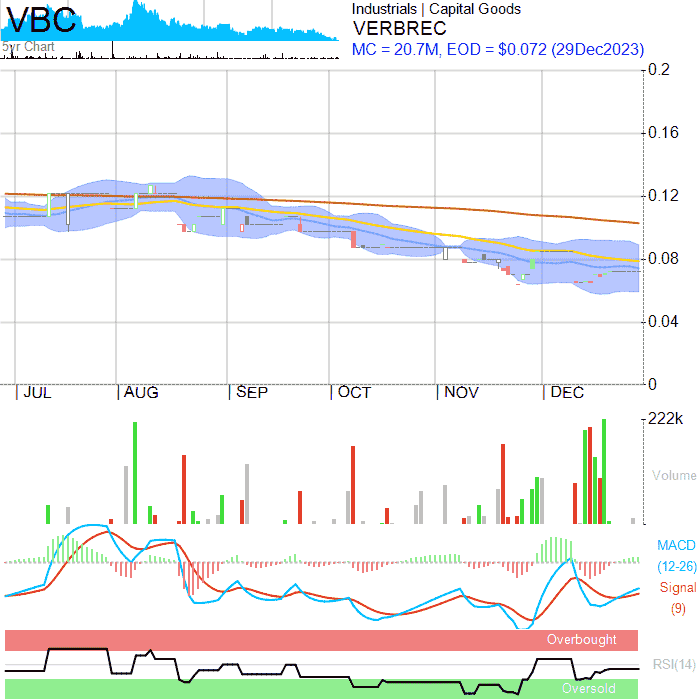 VBC
5yr Chart
Industrials | Capital Goods
VERBREC
MC = 20.7M, EOD = $0.072 (29Dec2023)
0.2
0.16
0.12
0.08
0.04
0
JUL
AUG
SEP
OCT
NOV
DEC
222k
Volume
MACD
(12-26)
Signal
(9)
Overbought
RSI(14)
Oversold